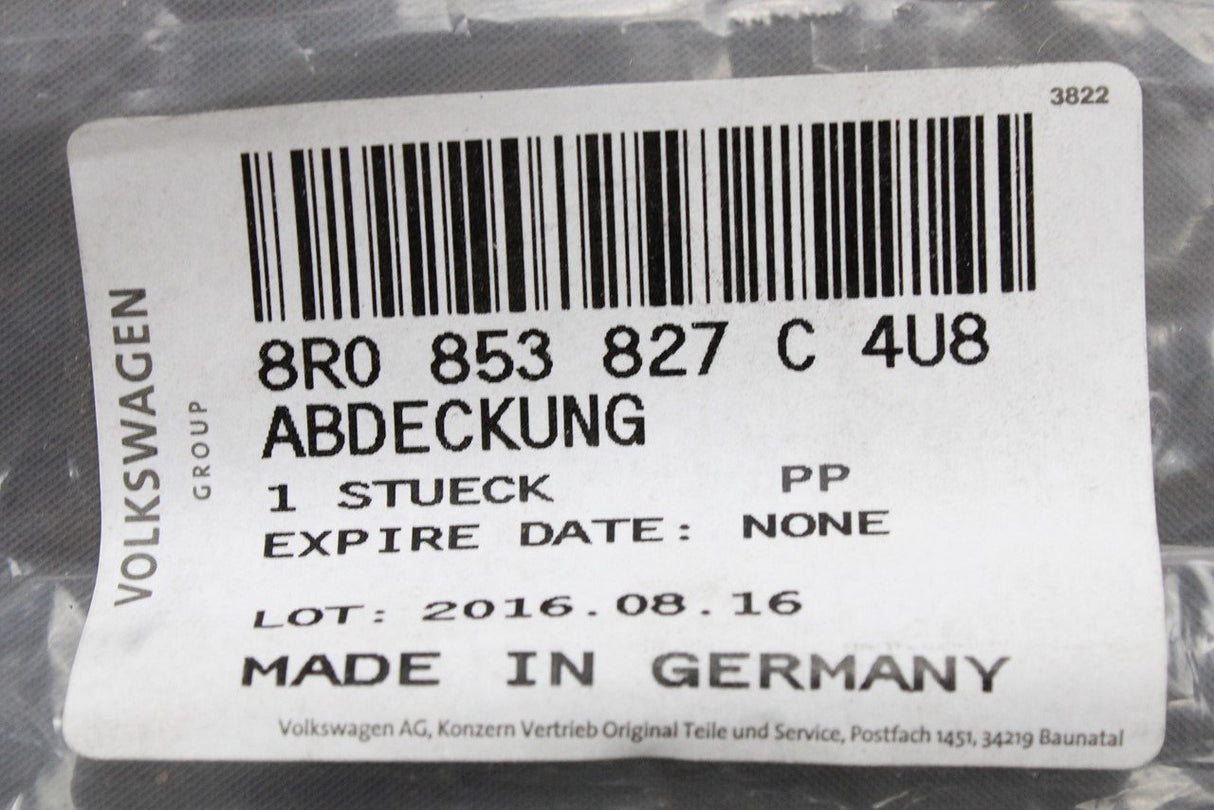 3822
VOLKSWAGEN
GROUP
8R0 853 827 C 4U8
ABDECKUNG
1 STUECK PP
EXPIRE DATE: NONE
LOT: 2016.08.16
MADE IN GERMANY
Volkswagen AG, Konzern Vertrieb Original Teile und Service, Postfach 1451, 34219 Baunatal